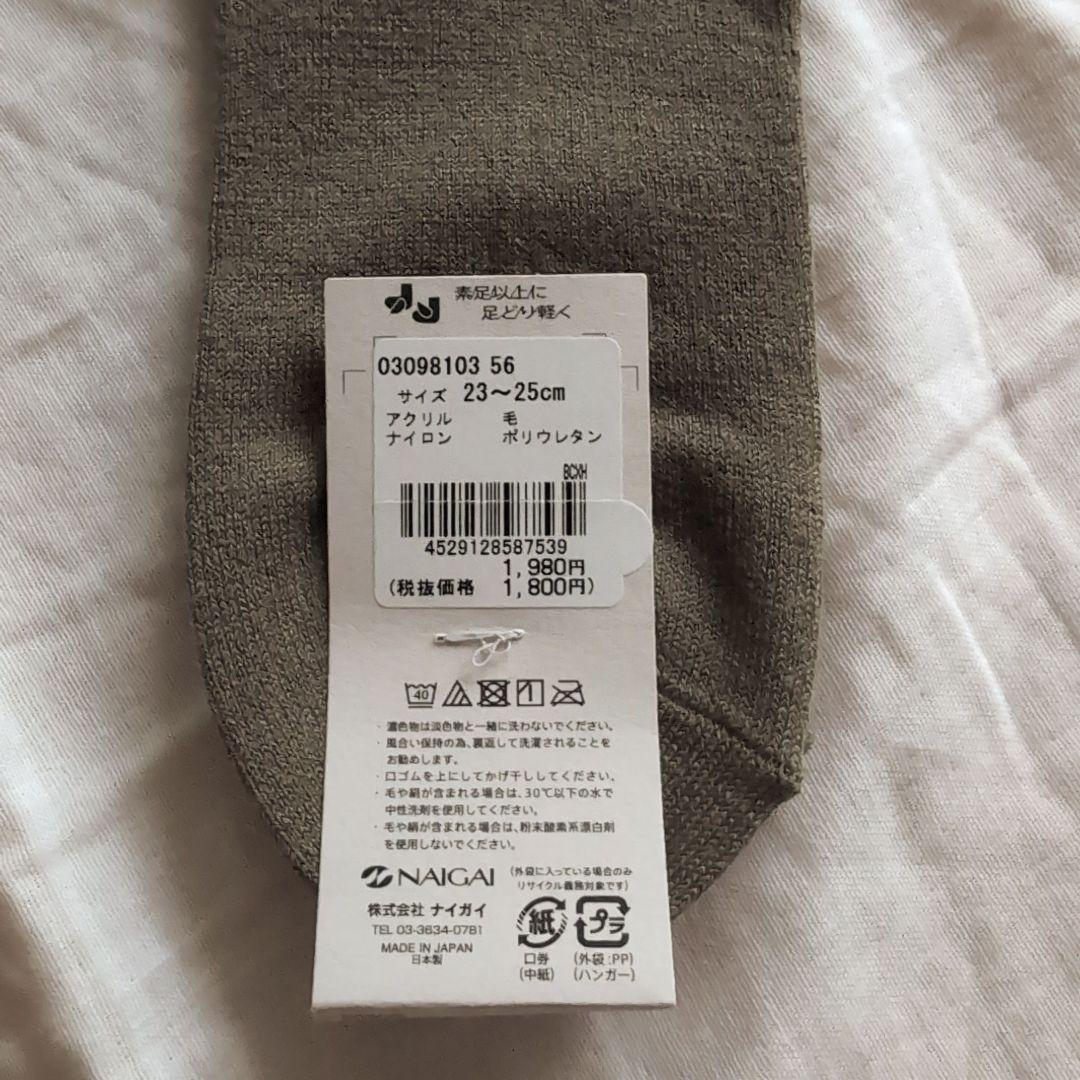 素足以上に
足どり軽く
03098103 56
サイズ 23～25cm
アクリル 毛
ナイロン ポリウレタン
BCXH
4529128587539
1,980円
(税抜価格 1,800円)
40
1
・濃色物は淡色物と一緒に洗わないでください。
・風合い保持の為、裏返して洗濯されることを
お勧めします。
・口ゴムを上にしてかげ干ししてください。
・毛や絹が含まれる場合は、30℃以下の水で
中性洗剤を使用してください。
・毛や絹が含まれる場合は、粉末酸素系漂白剤
を使用しないでください。
NAIGAI
(外袋に入っている場合のみ
リサイクル義務対象です)
株式会社 ナイガイ
TEL 03-3634-0781
MADE IN JAPAN
日本製
紙
プラ
口券
(中紙)
(外袋:PP)
(ハンガー)